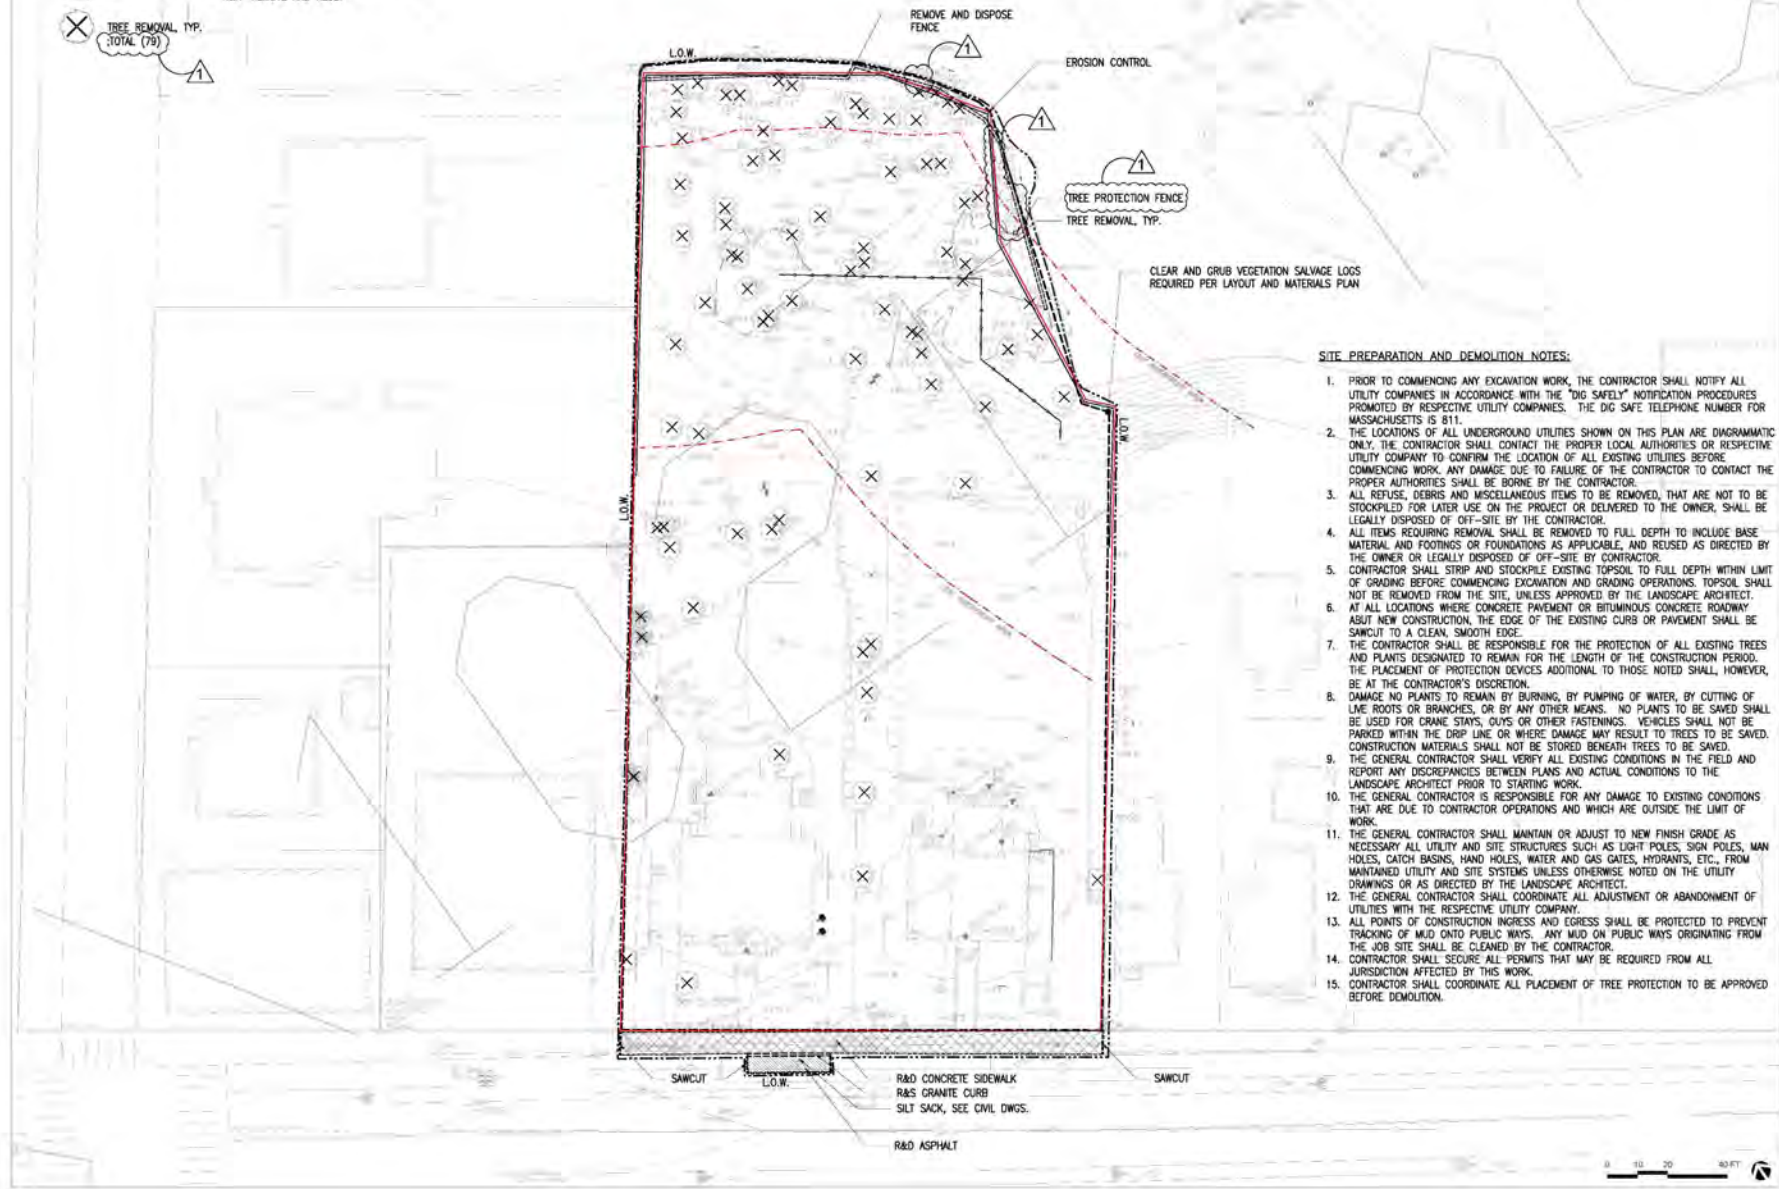 TREE REMOVAL, TYP.
TOTAL (79)
1
REMOVE AND DISPOSE
FENCE
1
L.O.W.
EROSION CONTROL
1
1
TREE PROTECTION FENCE
TREE REMOVAL, TYP.
CLEAR AND GRUB VEGETATION SALVAGE LOGS
REQUIRED PER LAYOUT AND MATERIALS PLAN
L.O.W.
L.O.W.
SITE PREPARATION AND DEMOLITION NOTES:
1. PRIOR TO COMMENCING ANY EXCAVATION WORK, THE CONTRACTOR SHALL NOTIFY ALL
UTILITY COMPANIES IN ACCORDANCE WITH THE "DIG SAFELY" NOTIFICATION PROCEDURES
PROMOTED BY RESPECTIVE UTILITY COMPANIES. THE DIG SAFE TELEPHONE NUMBER FOR
MASSACHUSETTS IS 811.
2. THE LOCATIONS OF ALL UNDERGROUND UTILITIES SHOWN ON THIS PLAN ARE DIAGRAMMATIC
ONLY. THE CONTRACTOR SHALL CONTACT THE PROPER LOCAL AUTHORITIES OR RESPECTIVE
UTILITY COMPANY TO CONFIRM THE LOCATION OF ALL EXISTING UTILITIES BEFORE
COMMENCING WORK. ANY DAMAGE DUE TO FAILURE OF THE CONTRACTOR TO CONTACT THE
PROPER AUTHORITIES SHALL BE BORNE BY THE CONTRACTOR.
3. ALL REFUSE, DEBRIS AND MISCELLANEOUS ITEMS TO BE REMOVED, THAT ARE NOT TO BE
STOCKPILED FOR LATER USE ON THE PROJECT OR DELIVERED TO THE OWNER, SHALL BE
LEGALLY DISPOSED OF OFF-SITE BY THE CONTRACTOR.
4. ALL ITEMS REQUIRING REMOVAL SHALL BE REMOVED TO FULL DEPTH TO INCLUDE BASE
MATERIAL AND FOOTINGS OR FOUNDATIONS AS APPLICABLE, AND REUSED AS DIRECTED BY
THE OWNER OR LEGALLY DISPOSED OF OFF-SITE BY CONTRACTOR.
5. CONTRACTOR SHALL STRIP AND STOCKPILE EXISTING TOPSOIL TO FULL DEPTH WITHIN LIMIT
OF GRADING BEFORE COMMENCING EXCAVATION AND GRADING OPERATIONS. TOPSOIL SHALL
NOT BE REMOVED FROM THE SITE, UNLESS APPROVED BY THE LANDSCAPE ARCHITECT.
6. AT ALL LOCATIONS WHERE CONCRETE PAVEMENT OR BITUMINOUS CONCRETE ROADWAY
ABUT NEW CONSTRUCTION, THE EDGE OF THE EXISTING CURB OR PAVEMENT SHALL BE
SAWCUT TO A CLEAN, SMOOTH EDGE.
7. THE CONTRACTOR SHALL BE RESPONSIBLE FOR THE PROTECTION OF ALL EXISTING TREES
AND PLANTS DESIGNATED TO REMAIN FOR THE LENGTH OF THE CONSTRUCTION PERIOD.
THE PLACEMENT OF PROTECTION DEVICES ADDITIONAL TO THOSE NOTED SHALL, HOWEVER,
BE AT THE CONTRACTOR'S DISCRETION.
8. DAMAGE NO PLANTS TO REMAIN BY BURNING, BY PUMPING OF WATER, BY CUTTING OF
LIVE ROOTS OR BRANCHES, OR BY ANY OTHER MEANS. NO PLANTS TO BE SAVED SHALL
BE USED FOR CRANE STAYS, GUYS OR OTHER FASTENINGS. VEHICLES SHALL NOT BE
PARKED WITHIN THE DRIP LINE OR WHERE DAMAGE MAY RESULT TO TREES TO BE SAVED.
CONSTRUCTION MATERIALS SHALL NOT BE STORED BENEATH TREES TO BE SAVED.
9. THE GENERAL CONTRACTOR SHALL VERIFY ALL EXISTING CONDITIONS IN THE FIELD AND
REPORT ANY DISCREPANCIES BETWEEN PLANS AND ACTUAL CONDITIONS TO THE
LANDSCAPE ARCHITECT PRIOR TO STARTING WORK.
10. THE GENERAL CONTRACTOR IS RESPONSIBLE FOR ANY DAMAGE TO EXISTING CONDITIONS
THAT ARE DUE TO CONTRACTOR OPERATIONS AND WHICH ARE OUTSIDE THE LIMIT OF
WORK.
11. THE GENERAL CONTRACTOR SHALL MAINTAIN OR ADJUST TO NEW FINISH GRADE AS
NECESSARY ALL UTILITY AND SITE STRUCTURES SUCH AS LIGHT POLES, SIGN POLES, MAN
HOLES, CATCH BASINS, HAND HOLES, WATER AND GAS GATES, HYDRANTS, ETC., FROM
MAINTAINED UTILITY AND SITE SYSTEMS UNLESS OTHERWISE NOTED ON THE UTILITY
DRAWINGS OR AS DIRECTED BY THE LANDSCAPE ARCHITECT.
12. THE GENERAL CONTRACTOR SHALL COORDINATE ALL ADJUSTMENT OR ABANDONMENT OF
UTILITIES WITH THE RESPECTIVE UTILITY COMPANY.
13. ALL POINTS OF CONSTRUCTION INGRESS AND EGRESS SHALL BE PROTECTED TO PREVENT
TRACKING OF MUD ONTO PUBLIC WAYS. ANY MUD ON PUBLIC WAYS ORIGINATING FROM
THE JOB SITE SHALL BE CLEANED BY THE CONTRACTOR.
14. CONTRACTOR SHALL SECURE ALL PERMITS THAT MAY BE REQUIRED FROM ALL
JURISDICTION AFFECTED BY THIS WORK.
15. CONTRACTOR SHALL COORDINATE ALL PLACEMENT OF TREE PROTECTION TO BE APPROVED
BEFORE DEMOLITION.
SAWCUT
L.O.W.
R&D CONCRETE SIDEWALK
R&S GRANITE CURB
SILT SACK, SEE CIVIL DWGS.
SAWCUT
R&D ASPHALT
0 10 20 40 FT